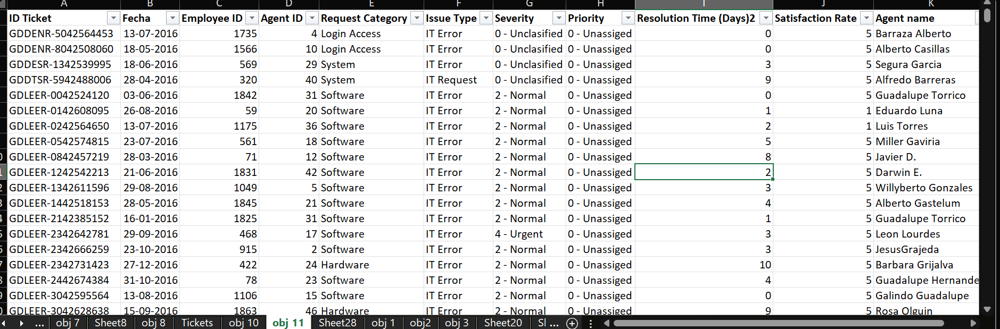 A B C D E F G H I J K
ID Ticket Fecha Employee ID Agent ID Request Category Issue Type Severity Priority Resolution Time (Days)2 Satisfaction Rate Agent name
GDDENR-5042564453 13-07-2016 1735 4 Login Access IT Error 0 - Unclasified 0 - Unassiged 0 5 Barraza Alberto
GDDENR-8042508060 18-05-2016 1566 10 Login Access IT Error 0 - Unclasified 0 - Unassiged 0 5 Alberto Casillas
GDDESR-1342539995 18-06-2016 569 29 System IT Error 0 - Unclasified 0 - Unassiged 3 5 Segura Garcia
GDDTSR-5942488006 28-04-2016 320 40 System IT Request 0 - Unclasified 0 - Unassiged 9 5 Alfredo Barreras
GDLEER-0042524120 03-06-2016 1842 31 Software IT Error 2 - Normal 0 - Unassiged 0 5 Guadalupe Torrico
GDLEER-0142608095 26-08-2016 59 20 Software IT Error 2 - Normal 0 - Unassiged 1 1 Eduardo Luna
GDLEER-0242564650 13-07-2016 1175 36 Software IT Error 2 - Normal 0 - Unassiged 2 1 Luis Torres
GDLEER-0542574815 23-07-2016 561 18 Software IT Error 2 - Normal 0 - Unassiged 5 5 Miller Gaviria
GDLEER-0842457219 28-03-2016 71 12 Software IT Error 2 - Normal 0 - Unassiged 8 5 Javier D.
GDLEER-1242542213 21-06-2016 1831 42 Software IT Error 2 - Normal 0 - Unassiged 2 5 Darwin E.
GDLEER-1342611596 29-08-2016 1049 5 Software IT Error 2 - Normal 0 - Unassiged 3 5 Willyberto Gonzales
GDLEER-1442518153 28-05-2016 1845 21 Software IT Error 2 - Normal 0 - Unassiged 4 5 Alberto Gastelum
GDLEER-2142385152 16-01-2016 1825 31 Software IT Error 2 - Normal 0 - Unassiged 1 5 Guadalupe Torrico
GDLEER-2342642781 29-09-2016 468 17 Software IT Error 4 - Urgent 0 - Unassiged 3 5 Leon Lourdes
GDLEER-2342666259 23-10-2016 915 2 Software IT Error 2 - Normal 0 - Unassiged 3 5 JesusGrajeda
GDLEER-2342731423 27-12-2016 422 24 Hardware IT Error 2 - Normal 0 - Unassiged 10 5 Barbara Grijalva
GDLEER-2442674384 31-10-2016 78 23 Software IT Error 2 - Normal 0 - Unassiged 4 5 Guadalupe Hernande
GDLEER-3042595564 13-08-2016 1106 15 Software IT Error 2 - Normal 0 - Unassiged 0 5 Galindo Guadalupe
GDLEER-3042628638 15-09-2016 1863 46 Hardware IT Error 2 - Normal 0 - Unassiged 9 5 Rosa Olguin
... obj 7 Sheet8 obj 8 Tickets obj 10 obj 11 Sheet28 obj 1 obj2 obj 3 Sheet20 Sl ...